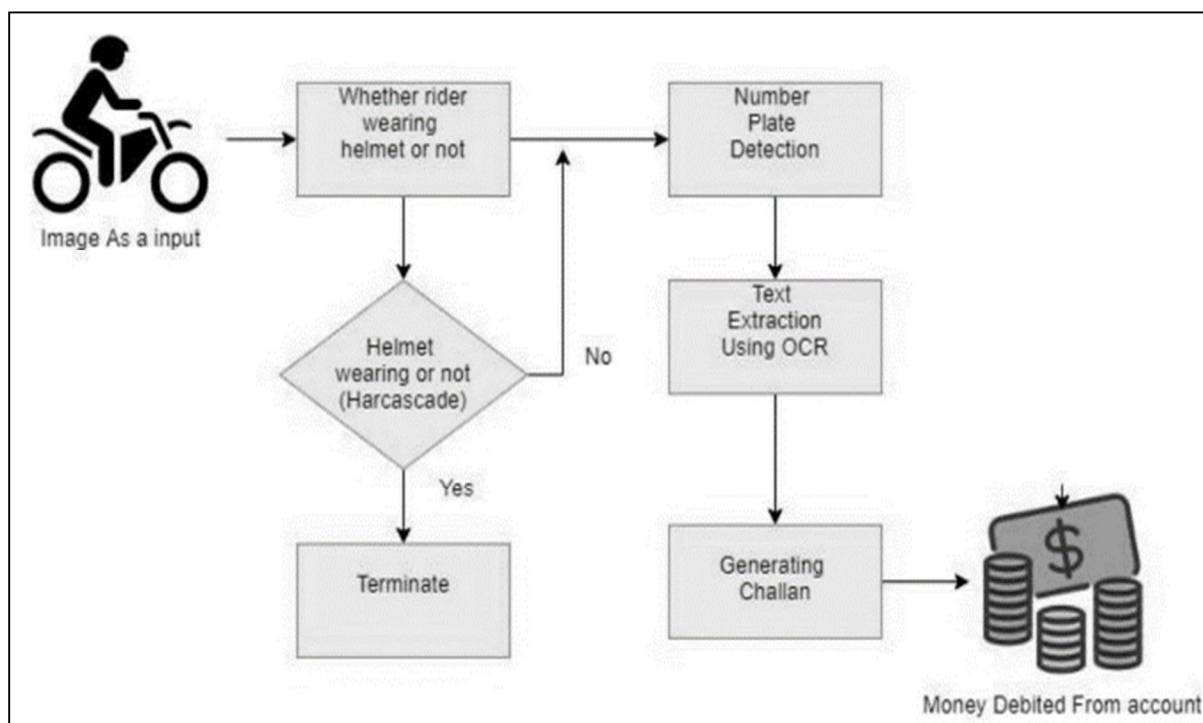 Image As a input
Whether rider
wearing
helmet or not
Helmet
wearing or not
(Harcascade)
No
Yes
Terminate
Number
Plate
Detection
Text
Extraction
Using OCR
Generating
Challan
$
Money Debited From account